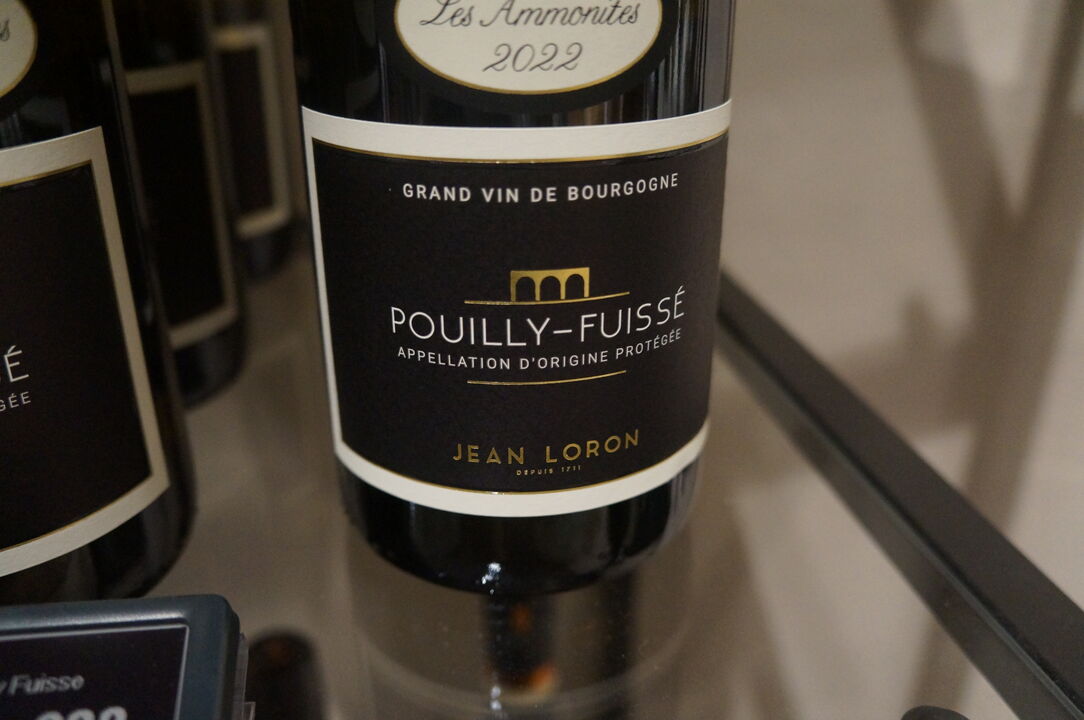 Les Ammonites
2022
GRAND VIN DE BOURGOGNE
POUILLY–FUISSÉ
APPELLATION D'ORIGINE PROTÉGÉE
JEAN LORON
DEPUIS 1711
É
GÉE
y Fuisse